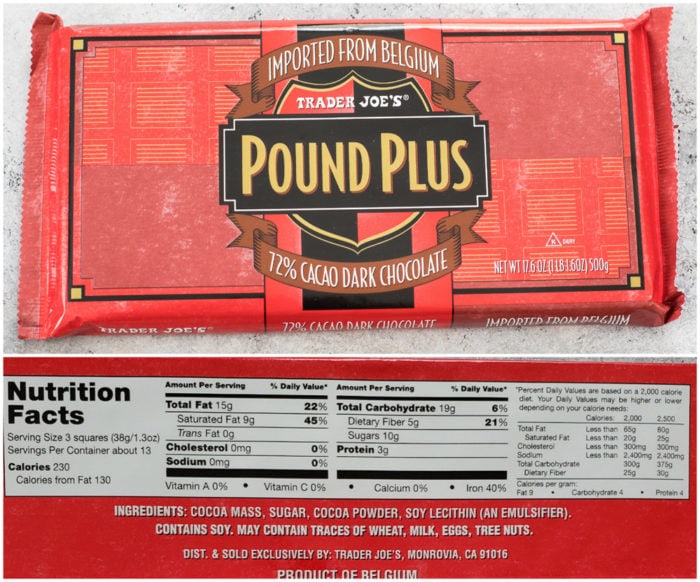 IMPORTED FROM BELGIUM
TRADER JOE'S®
POUND PLUS
72% CACAO DARK CHOCOLATE
K DAIRY
NET WT 17.6 OZ (1 LB 1.6 OZ) 500g
TRADER JOE'S
72% CACAO DARK CHOCOLATE
IMPORTED FROM BELGIUM
Nutrition
Facts
Serving Size 3 squares (38g/1.3oz)
Servings Per Container about 13
Calories 230
Calories from Fat 130
Amount Per Serving % Daily Value*
Total Fat 15g 22%
Saturated Fat 9g 45%
Trans Fat 0g
Cholesterol 0mg 0%
Sodium 0mg 0%
Amount Per Serving % Daily Value*
Total Carbohydrate 19g 6%
Dietary Fiber 5g 21%
Sugars 10g
Protein 3g
Vitamin A 0% • Vitamin C 0% • Calcium 0% • Iron 40%
*Percent Daily Values are based on a 2,000 calorie
diet. Your Daily Values may be higher or lower
depending on your calorie needs:
Calories: 2,000 2,500
Total Fat Less than 65g 80g
Saturated Fat Less than 20g 25g
Cholesterol Less than 300mg 300mg
Sodium Less than 2,400mg 2,400mg
Total Carbohydrate 300g 375g
Dietary Fiber 25g 30g
Calories per gram:
Fat 9 • Carbohydrate 4 • Protein 4
INGREDIENTS: COCOA MASS, SUGAR, COCOA POWDER, SOY LECITHIN (AN EMULSIFIER).
CONTAINS SOY. MAY CONTAIN TRACES OF WHEAT, MILK, EGGS, TREE NUTS.
DIST. & SOLD EXCLUSIVELY BY: TRADER JOE'S, MONROVIA, CA 91016
PRODUCT OF BELGIUM